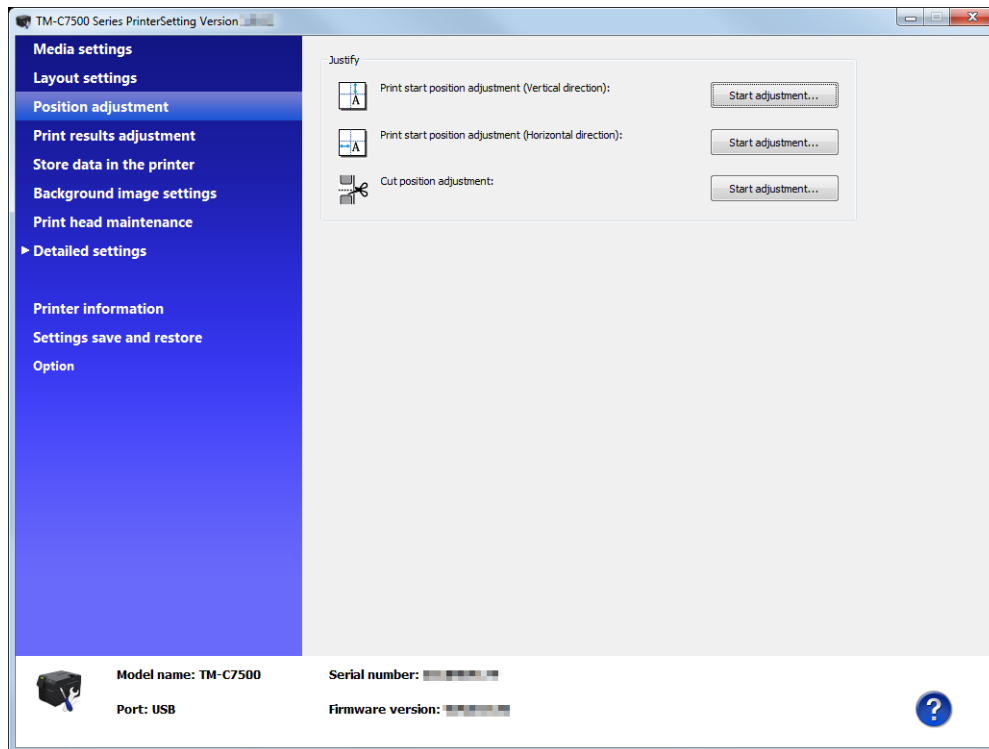 TM-C7500 Series PrinterSetting Version
Media settings
Layout settings
Position adjustment
Print results adjustment
Store data in the printer
Background image settings
Print head maintenance
Detailed settings
Printer information
Settings save and restore
Option
Justify
A
Print start position adjustment (Vertical direction):
Start adjustment...
A
Print start position adjustment (Horizontal direction):
Start adjustment...
Cut position adjustment:
Start adjustment...
Model name: TM-C7500
Serial number:
Port: USB
Firmware version:
?